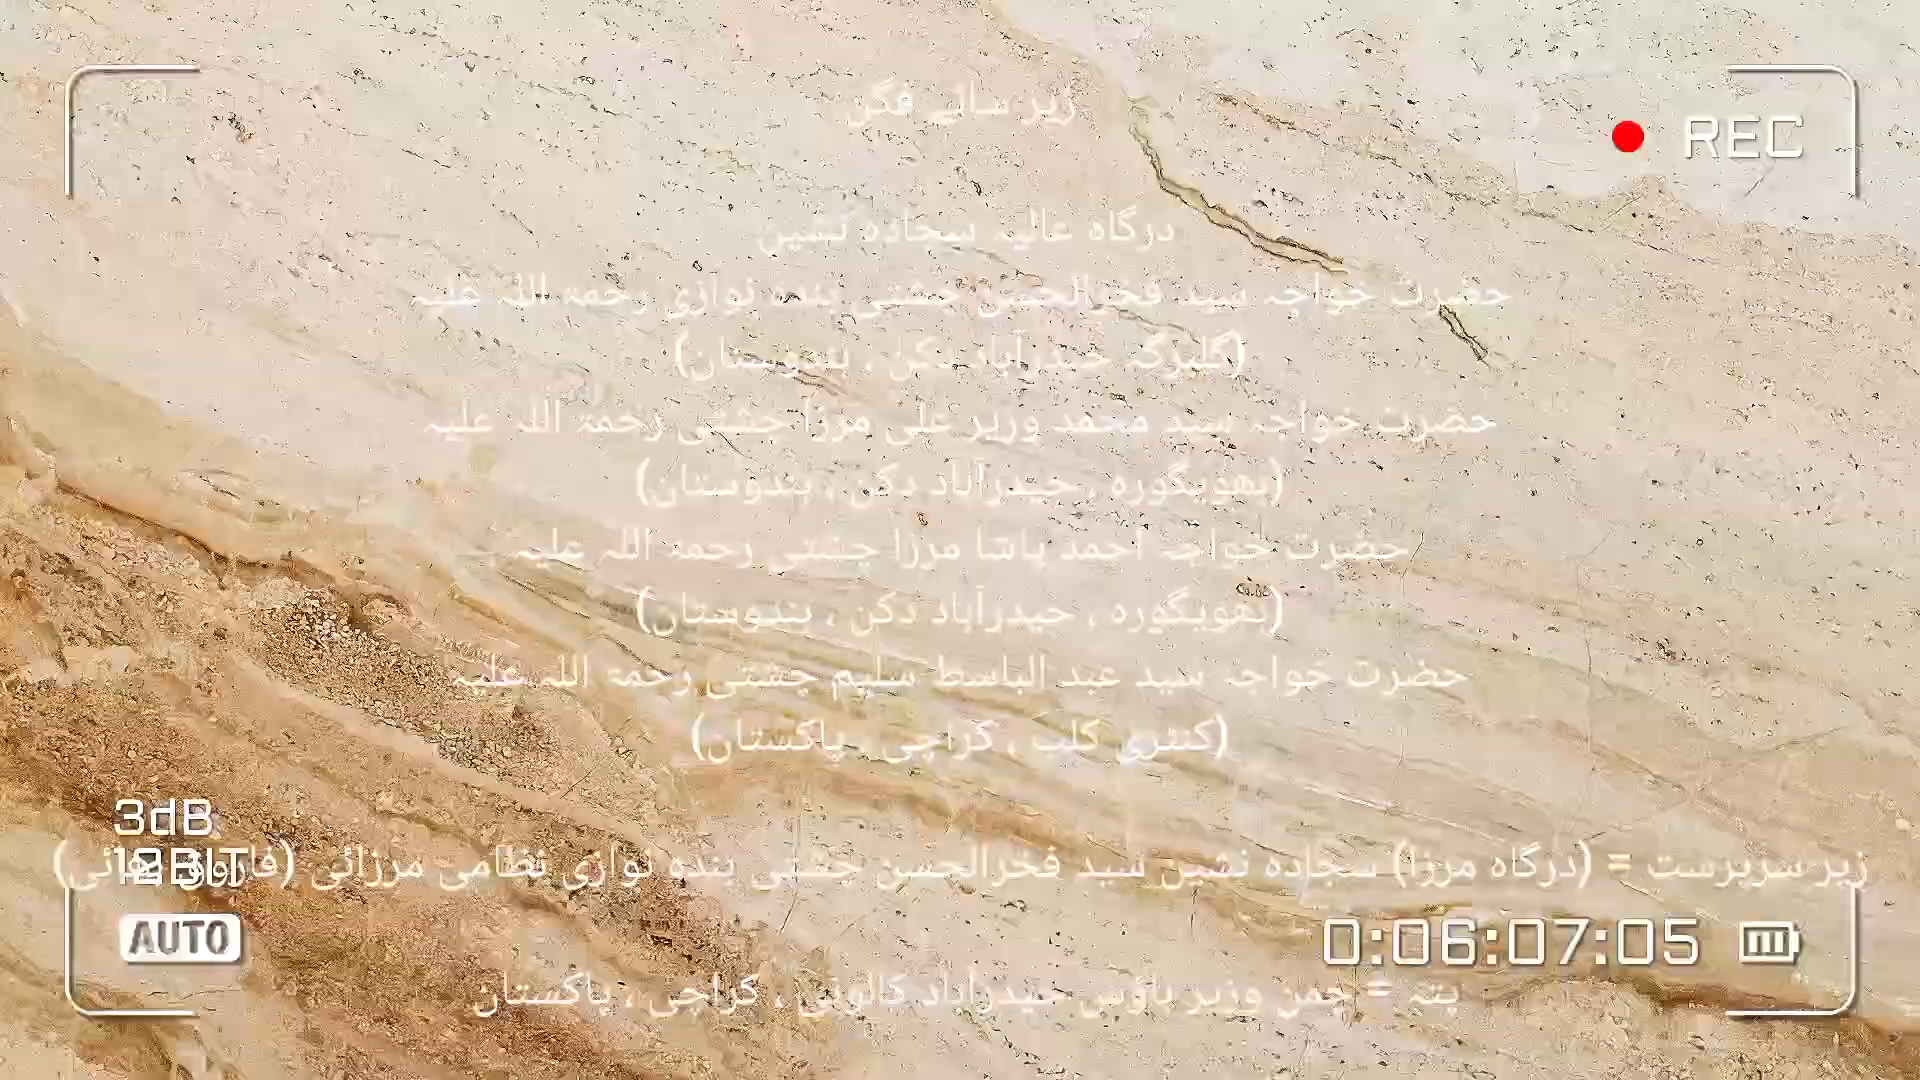 زیر سائے فگن
REC
درگاہ عالیہ سجادہ نشین
حضرت خواجہ سید فخرالحسن چشتی بندہ نوازی رحمۃ اللہ علیہ
(گلبرگہ حیدرآباد دکن ، ہندوستان)
حضرت خواجہ سید محمد وزیر علی مرزا چشتی رحمۃ اللہ علیہ
(بھویگورہ ، حیدرآباد دکن ، ہندوستان)
حضرت خواجہ احمد پاشا مرزا چشتی رحمۃ اللہ علیہ
(بھویگورہ ، حیدرآباد دکن ، ہندوستان)
حضرت خواجہ سید عبد الباسط سلیم چشتی رحمۃ اللہ علیہ
(کنٹری کلب ، کراچی ، پاکستان)
3dB
12BIT
زیر سرپرست = (درگاہ مرزا) سجادہ نشین سید فخرالحسن چشتی بندہ نوازی نظامی مرزائی
AUTO
0:06:07:05
پتہ = چمن وزیر ہاؤس حیدرآباد کالونی ، کراچی ، پاکستان